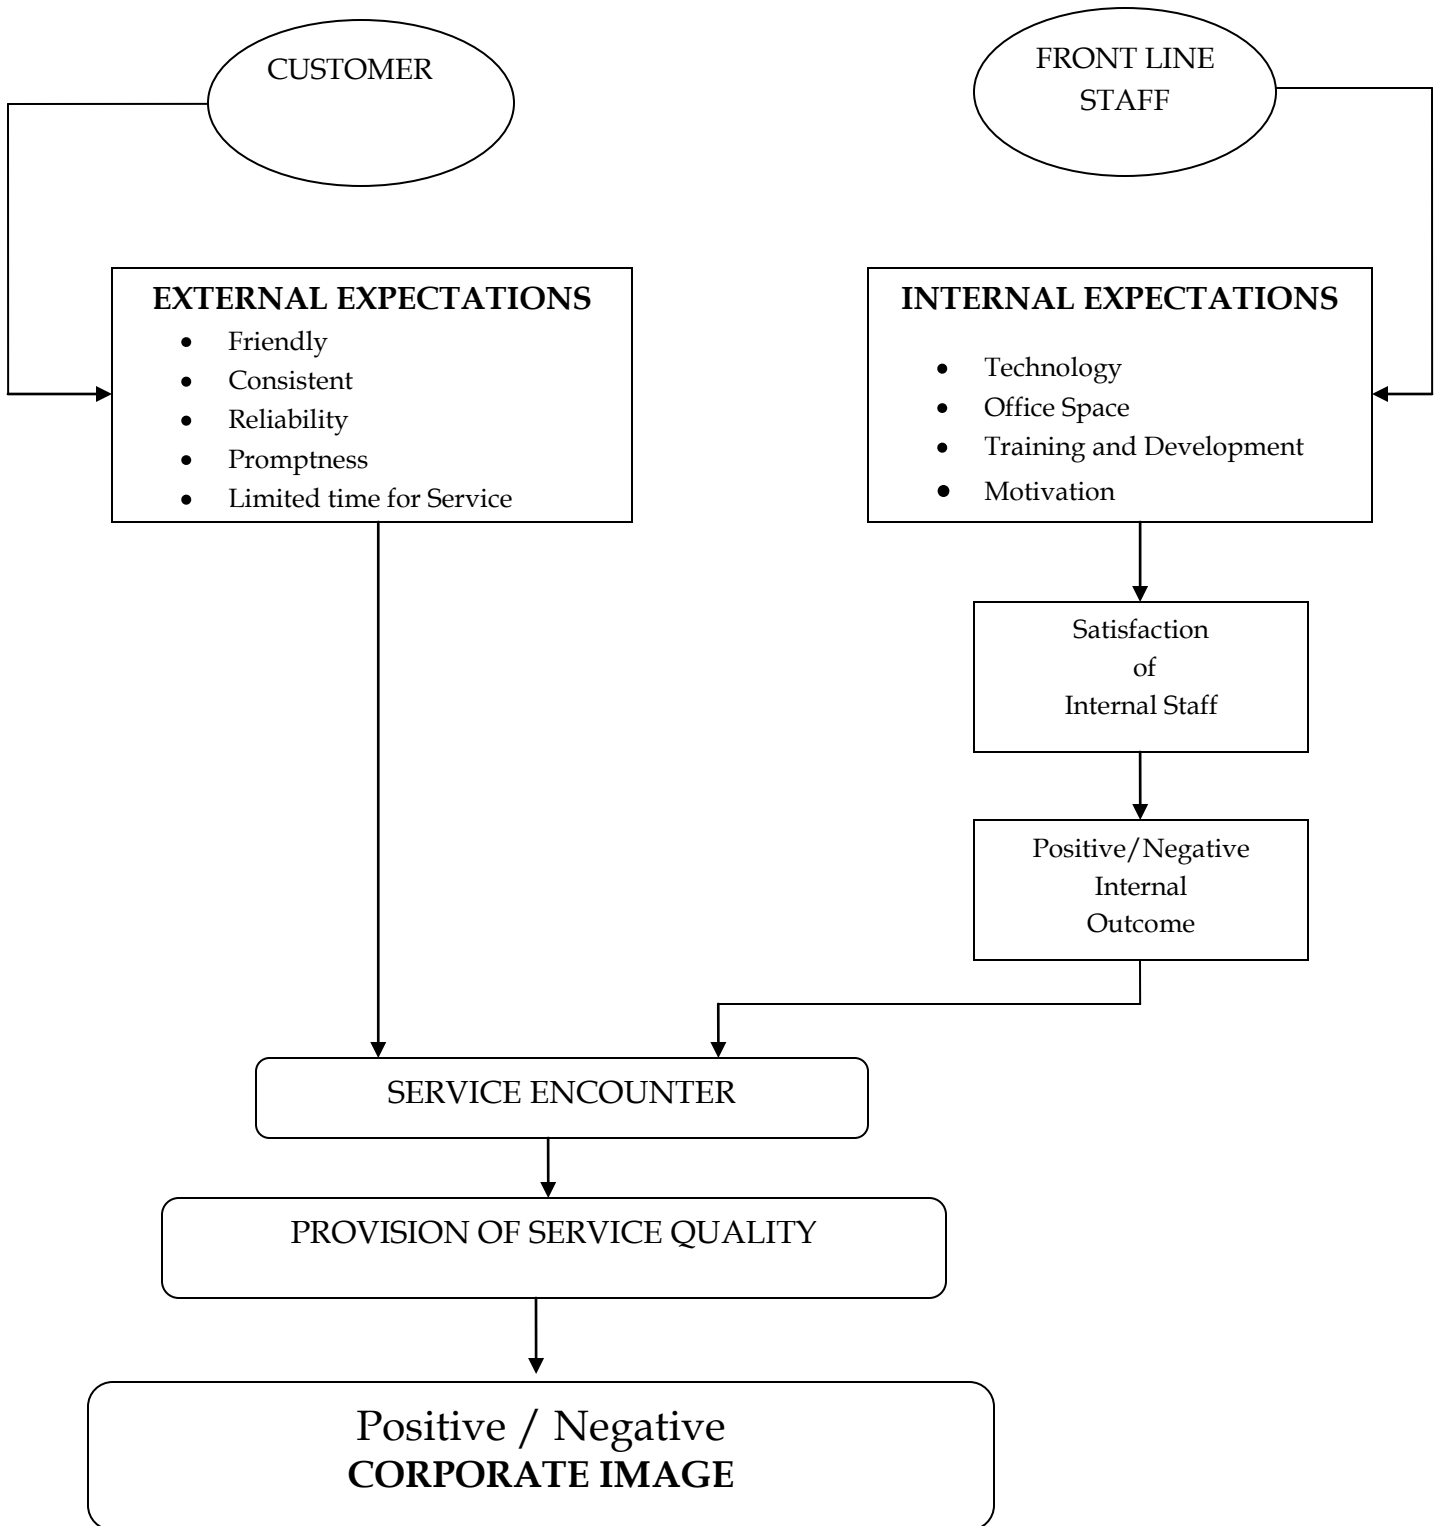 CUSTOMER
FRONT LINE
STAFF
EXTERNAL EXPECTATIONS
• Friendly
• Consistent
• Reliability
• Promptness
• Limited time for Service
INTERNAL EXPECTATIONS
• Technology
• Office Space
• Training and Development
• Motivation
Satisfaction
of
Internal Staff
Positive/Negative
Internal
Outcome
SERVICE ENCOUNTER
PROVISION OF SERVICE QUALITY
Positive / Negative
CORPORATE IMAGE